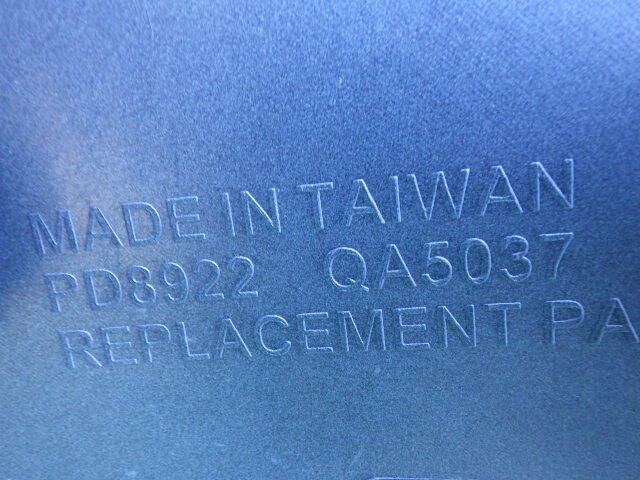 MADE IN TAIWAN
PD8922 QA5037
REPLACEMENT PA